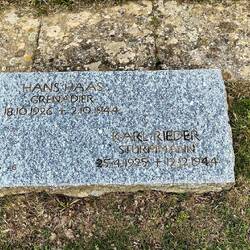 HANS HAAS
GRENADIER
18.10.1926 + 2.10.1944
KARL RIEDER
STURMMANN
25.4.1925 + 12.12.1944